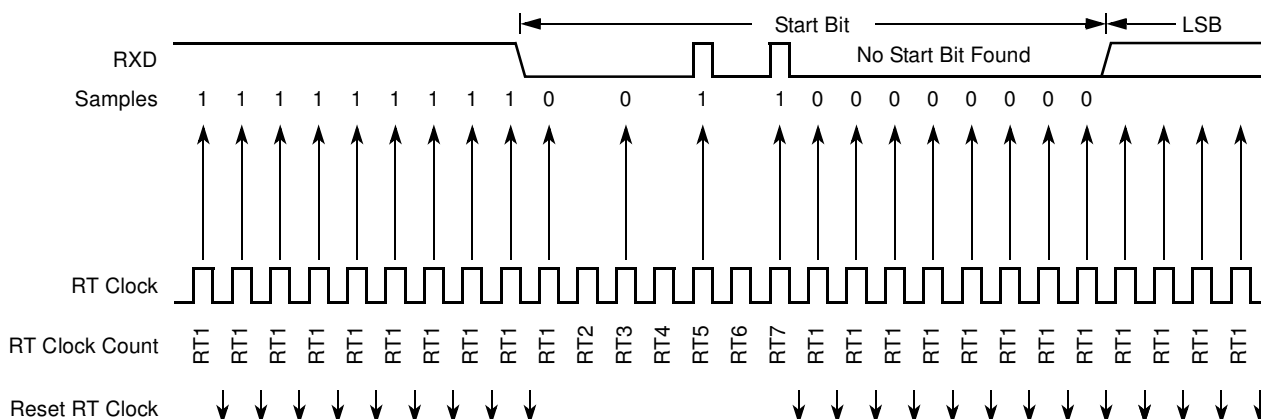 Start Bit LSB
RXD No Start Bit Found
Samples 1 1 1 1 1 1 1 1 1 0 0 1 1 0 0 0 0 0 0 0 0
RT Clock
RT Clock Count RT1 RT1 RT1 RT1 RT1 RT1 RT1 RT1 RT1 RT1 RT2 RT3 RT4 RT5 RT6 RT7 RT1 RT1 RT1 RT1 RT1 RT1 RT1 RT1 RT1 RT1 RT1 RT1
Reset RT Clock